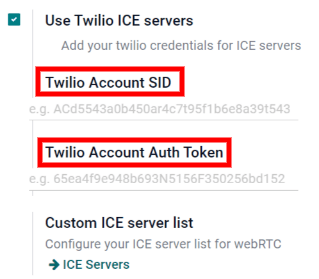 Use Twilio ICE servers
Add your twilio credentials for ICE servers
Twilio Account SID
e.g. ACd5543a0b450ar4c7t95f1b6e8a39t543
Twilio Account Auth Token
e.g. 65ea4f9e948b693N5156F350256bd152
Custom ICE server list
Configure your ICE server list for webRTC
➔ ICE Servers